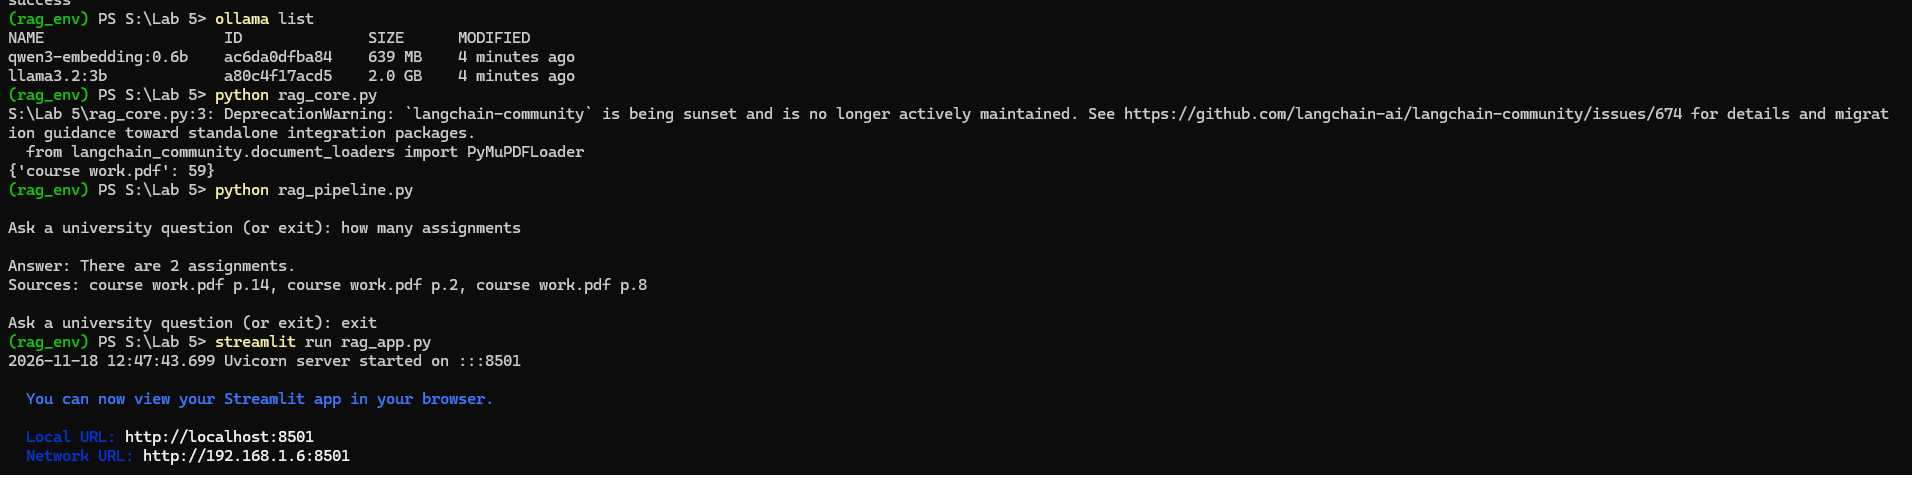 success
(rag_env) PS S:\Lab 5> ollama list
NAME                    ID              SIZE      MODIFIED
qwen3-embedding:0.6b    ac6da0dfba84    639 MB    4 minutes ago
llama3.2:3b             a80c4f17acd5    2.0 GB    4 minutes ago
(rag_env) PS S:\Lab 5> python rag_core.py
S:\Lab 5\rag_core.py:3: DeprecationWarning: `langchain-community` is being sunset and is no longer actively maintained. See https://github.com/langchain-ai/langchain-community/issues/674 for details and migrat
ion guidance toward standalone integration packages.
  from langchain_community.document_loaders import PyMuPDFLoader
{'course work.pdf': 59}
(rag_env) PS S:\Lab 5> python rag_pipeline.py
Ask a university question (or exit): how many assignments
Answer: There are 2 assignments.
Sources: course work.pdf p.14, course work.pdf p.2, course work.pdf p.8
Ask a university question (or exit): exit
(rag_env) PS S:\Lab 5> streamlit run rag_app.py
2026-11-18 12:47:43.699 Uvicorn server started on :::8501
  You can now view your Streamlit app in your browser.
  Local URL: http://localhost:8501
  Network URL: http://192.168.1.6:8501